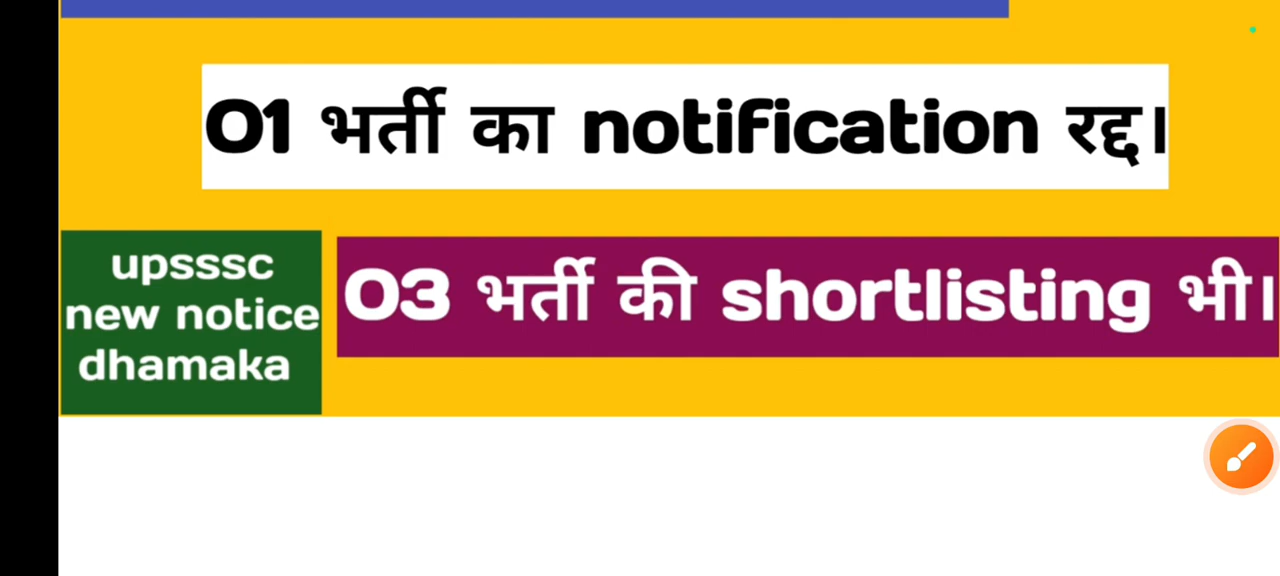 01 भर्ती का notification रद्द।
upsssc
new notice
dhamaka
03 भर्ती की shortlisting भी।